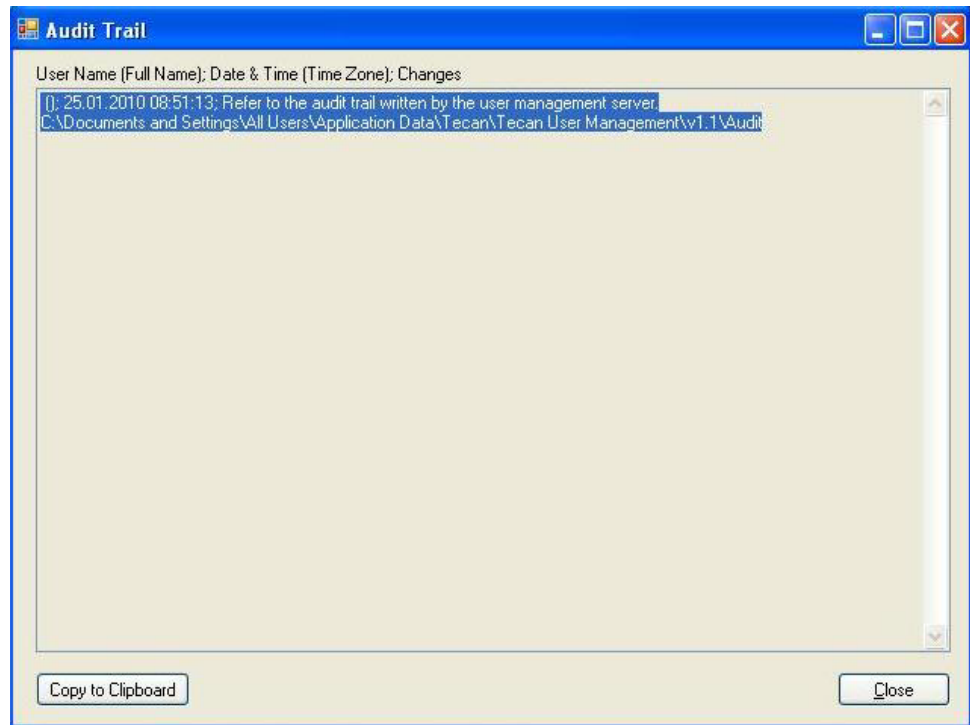 Audit Trail
User Name (Full Name); Date & Time (Time Zone); Changes
(); 25.01.2010 08:51:13; Refer to the audit trail written by the user management server.
C:\Documents and Settings\All Users\Application Data\Tecan\Tecan User Management\v1.1\Audit
Copy to Clipboard
Close